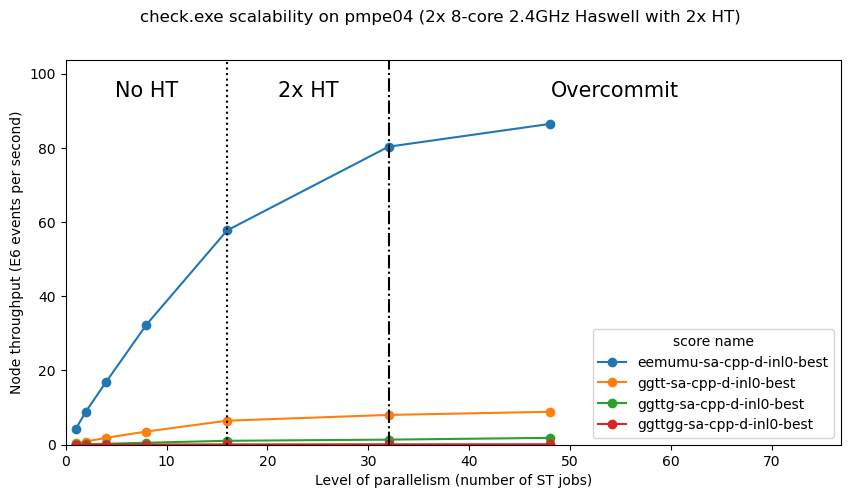 check.exe scalability on pmpe04 (2x 8-core 2.4GHz Haswell with 2x HT)
No HT
2x HT
Overcommit
Node throughput (E6 events per second)
100
80
60
40
20
0
0
10
20
30
40
50
60
70
Level of parallelism (number of ST jobs)
score name
eemumu-sa-cpp-d-inl0-best
ggtt-sa-cpp-d-inl0-best
ggttg-sa-cpp-d-inl0-best
ggttgg-sa-cpp-d-inl0-best